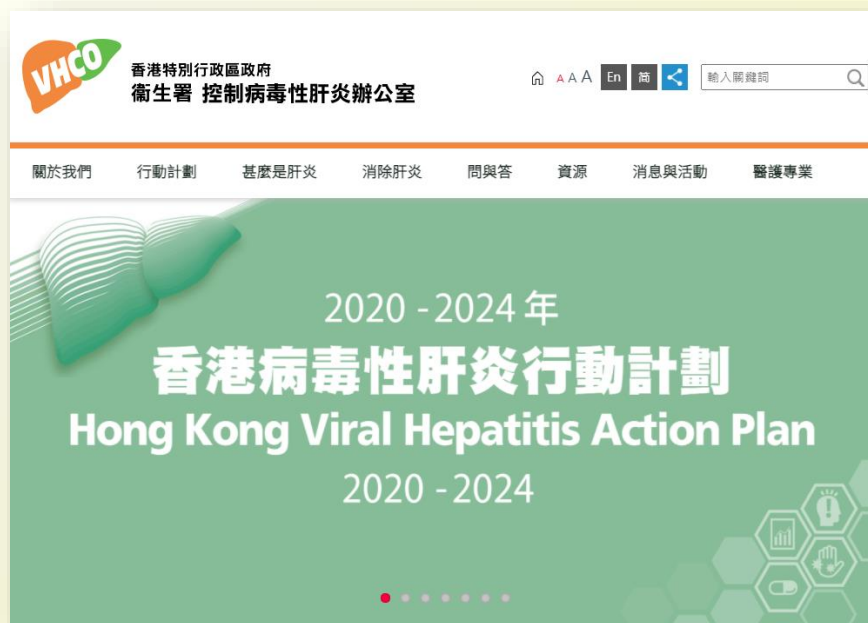 VHCO
香港特別行政區政府
衞生署 控制病毒性肝炎辦公室
A A A En 简 輸入關鍵詞
關於我們 行動計劃 甚麼是肝炎 消除肝炎 問與答 資源 消息與活動 醫護專業
2020 - 2024 年
香港病毒性肝炎行動計劃
Hong Kong Viral Hepatitis Action Plan
2020 - 2024